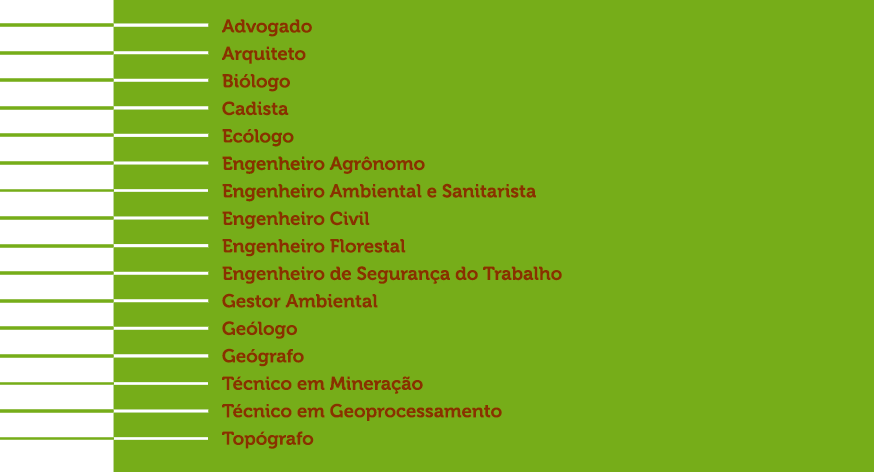 Advogado
Arquiteto
Biólogo
Cadista
Ecólogo
Engenheiro Agrônomo
Engenheiro Ambiental e Sanitarista
Engenheiro Civil
Engenheiro Florestal
Engenheiro de Segurança do Trabalho
Gestor Ambiental
Geólogo
Geógrafo
Técnico em Mineração
Técnico em Geoprocessamento
Topógrafo